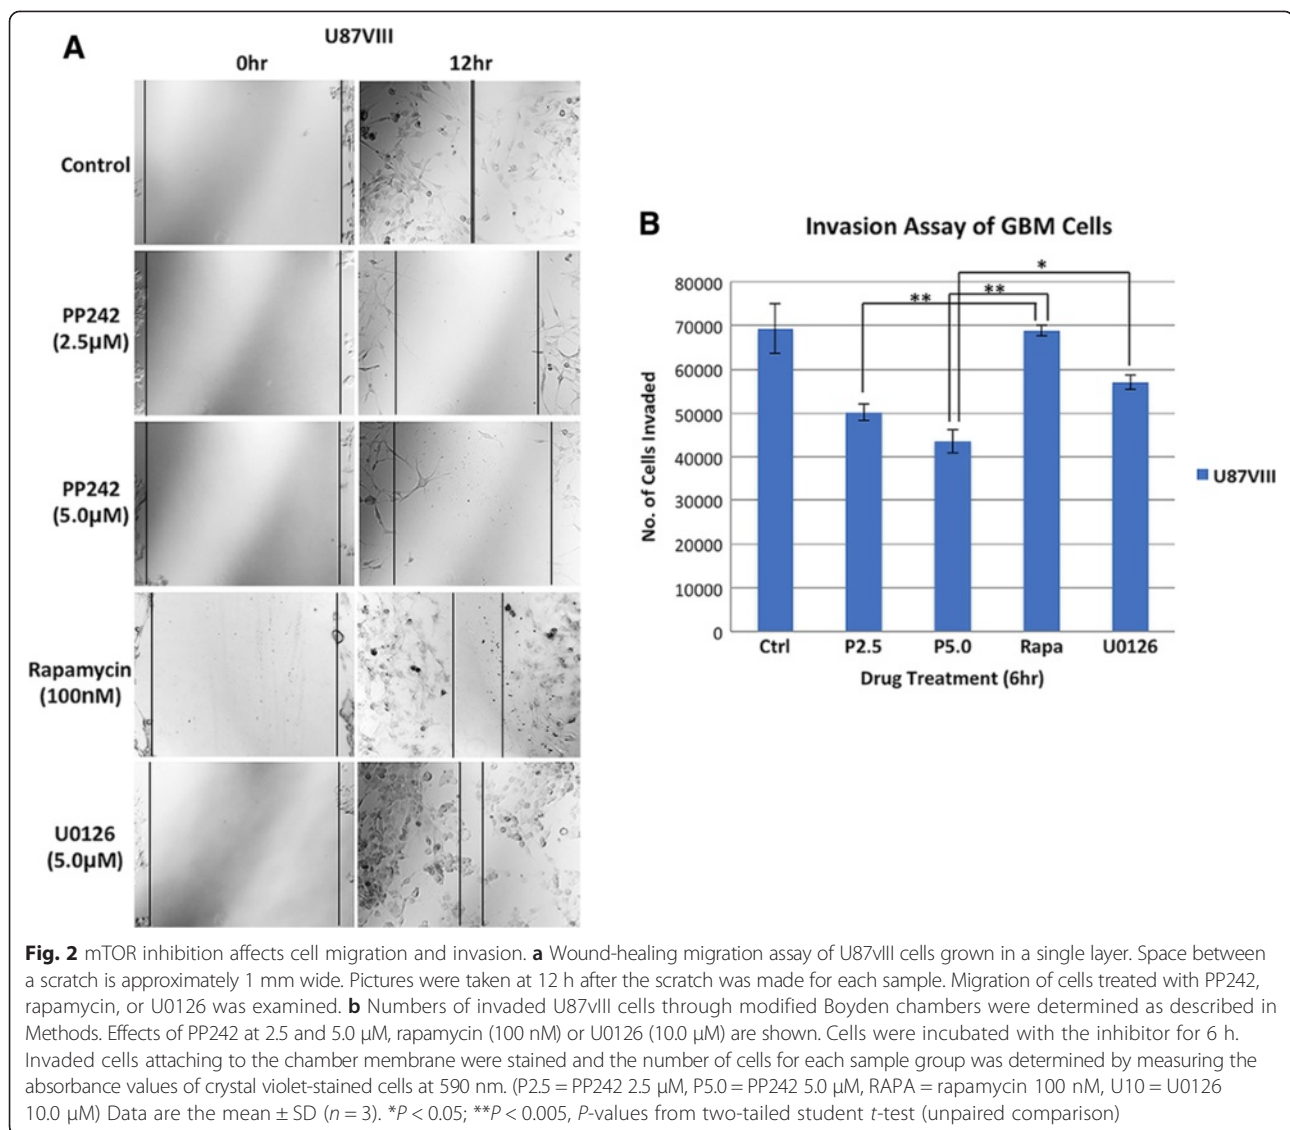 A
U87VIII
0hr 12hr
Control
PP242
(2.5µM)
PP242
(5.0µM)
Rapamycin
(100nM)
U0126
(5.0µM)
B
Invasion Assay of GBM Cells
80000
70000
60000
50000
40000
30000
20000
10000
0
No. of Cells Invaded
*
**
**
U87VIII
Ctrl P2.5 P5.0 Rapa U0126
Drug Treatment (6hr)
Fig. 2 mTOR inhibition affects cell migration and invasion. a Wound-healing migration assay of U87vIII cells grown in a single layer. Space between
a scratch is approximately 1 mm wide. Pictures were taken at 12 h after the scratch was made for each sample. Migration of cells treated with PP242,
rapamycin, or U0126 was examined. b Numbers of invaded U87vIII cells through modified Boyden chambers were determined as described in
Methods. Effects of PP242 at 2.5 and 5.0 µM, rapamycin (100 nM) or U0126 (10.0 µM) are shown. Cells were incubated with the inhibitor for 6 h.
Invaded cells attaching to the chamber membrane were stained and the number of cells for each sample group was determined by measuring the
absorbance values of crystal violet-stained cells at 590 nm. (P2.5 = PP242 2.5 µM, P5.0 = PP242 5.0 µM, RAPA = rapamycin 100 nM, U10 = U0126
10.0 µM) Data are the mean ± SD (n = 3). *P < 0.05; **P < 0.005, P-values from two-tailed student t-test (unpaired comparison)